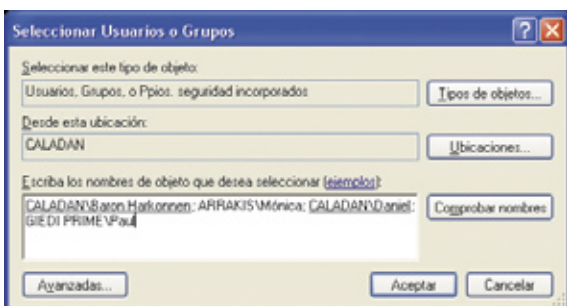 Seleccionar Usuarios o Grupos
Seleccionar este tipo de objeto:
Usuarios, Grupos, o Ppios. seguridad incorporados
Tipos de objetos...
Desde esta ubicación:
CALADAN
Ubicaciones...
Escriba los nombres de objeto que desea seleccionar (ejemplos):
CALADAN\Baron.Harkonnen; ARRAKIS\Mónica; CALADAN\Daniel;
GIEDI PRIME\Paul
Comprobar nombres
Avanzadas...
Aceptar
Cancelar